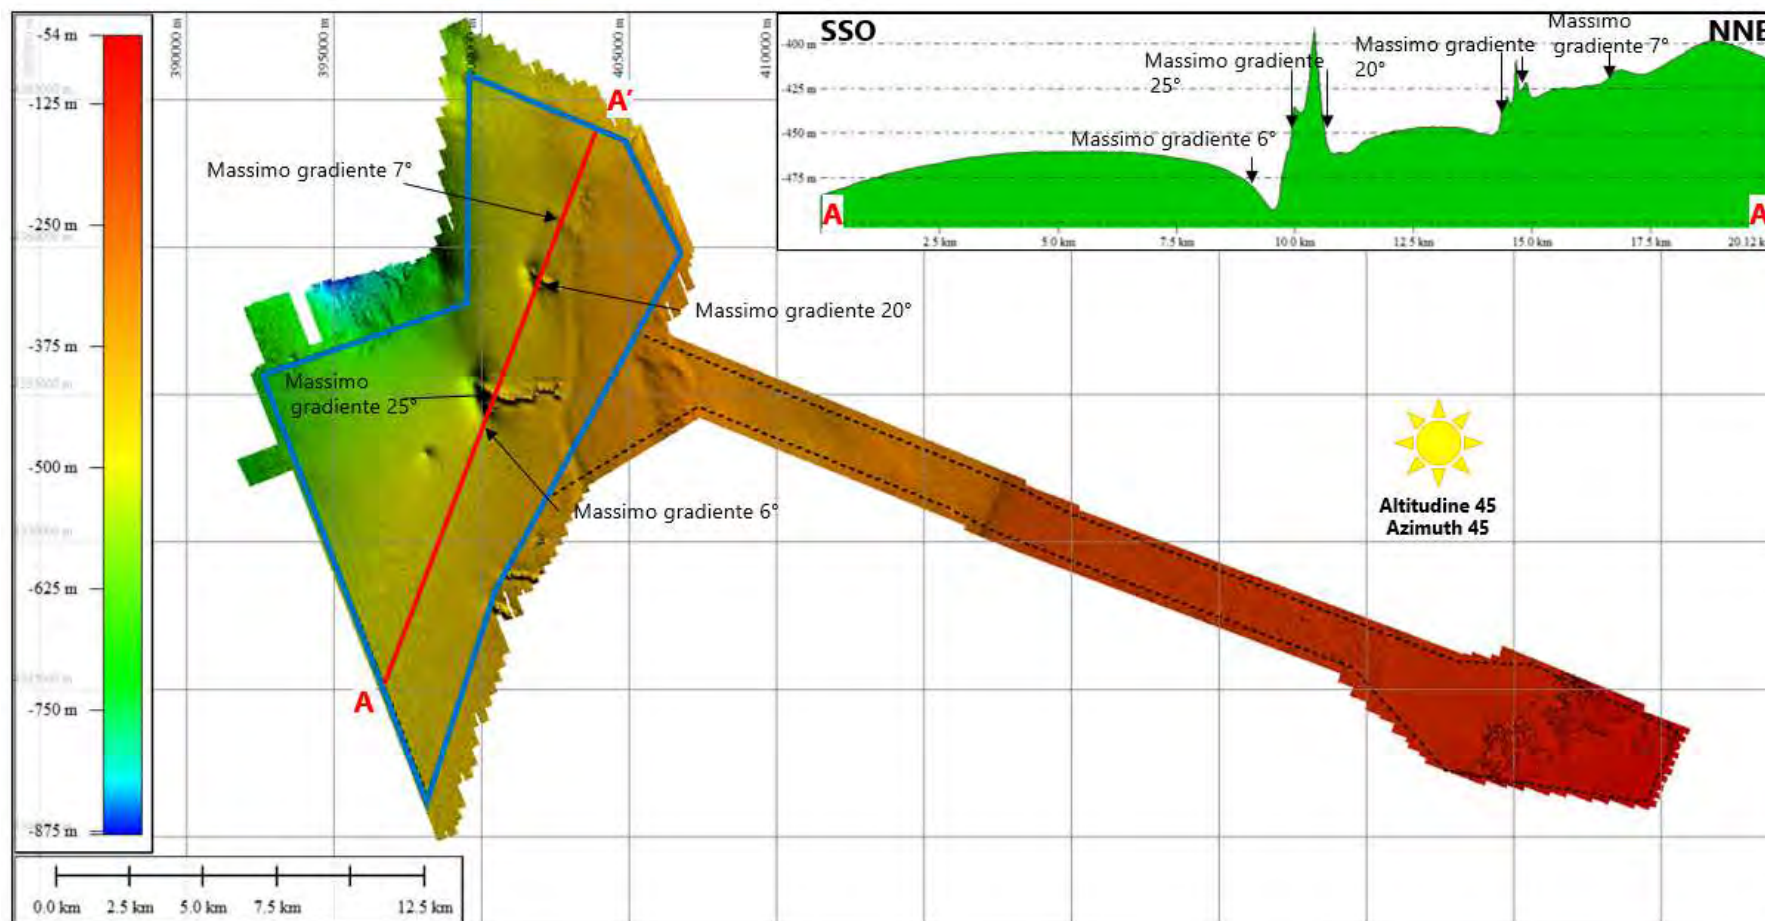 -54 m
-125 m
-250 m
-375 m
-500 m
-625 m
-750 m
-875 m
390000 m
395000 m
405000 m
410000 m
A'
Massimo gradiente 7°
Massimo gradiente 20°
Massimo
gradiente 25°
Massimo gradiente 6°
A
SSO
NNE
Massimo gradiente
25°
Massimo gradiente
20°
Massimo
gradiente 7°
Massimo gradiente 6°
-400 m
-425 m
-450 m
-475 m
A
A
2.5 km
5.0 km
7.5 km
10.0 km
12.5 km
15.0 km
17.5 km
20.12 k
Altitudine 45
Azimuth 45
0.0 km
2.5 km
5.0 km
7.5 km
12.5 km